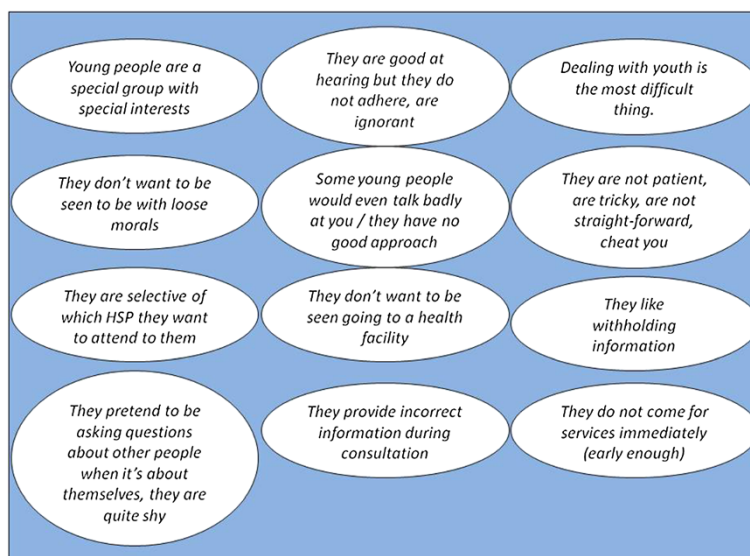 Young people are a
special group with
special interests
They are good at
hearing but they do
not adhere, are
ignorant
Dealing with youth is
the most difficult
thing.
They don't want to be
seen to be with loose
morals
Some young people
would even talk badly
at you / they have no
good approach
They are not patient,
are tricky, are not
straight-forward,
cheat you
They are selective of
which HSP they want
to attend to them
They don't want to be
seen going to a health
facility
They like
withholding
information
They pretend to be
asking questions
about other people
when it's about
themselves, they are
quite shy
They provide incorrect
information during
consultation
They do not come for
services immediately
(early enough)